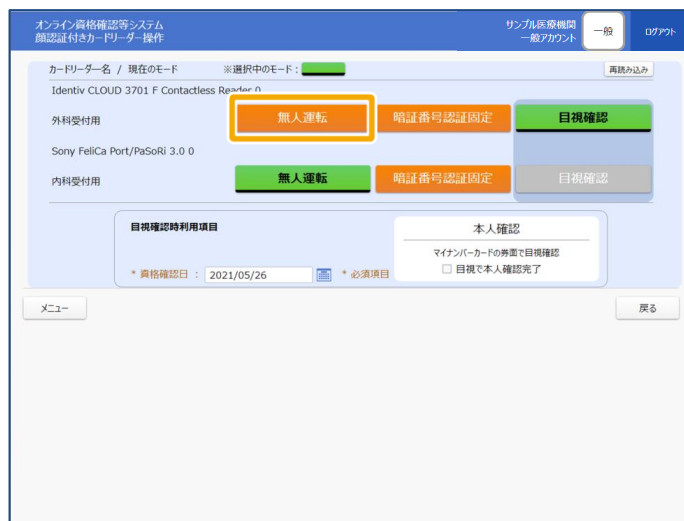 オンライン資格確認等システム
顔認証付きカードリーダー操作
サンプル医療機関
一般アカウント
一般
ログアウト
カードリーダー名 / 現在のモード ※選択中のモード：
再読み込み
Identiv CLOUD 3701 F Contactless Reader 0
外科受付用 無人運転 暗証番号認証固定 目視確認
Sony FeliCa Port/PaSoRi 3.0 0
内科受付用 無人運転 暗証番号認証固定 目視確認
目視確認時利用項目
本人確認
マイナンバーカードの券面で目視確認
目視で本人確認完了
* 資格確認日 ： 2021/05/26 * 必須項目
メニュー
戻る